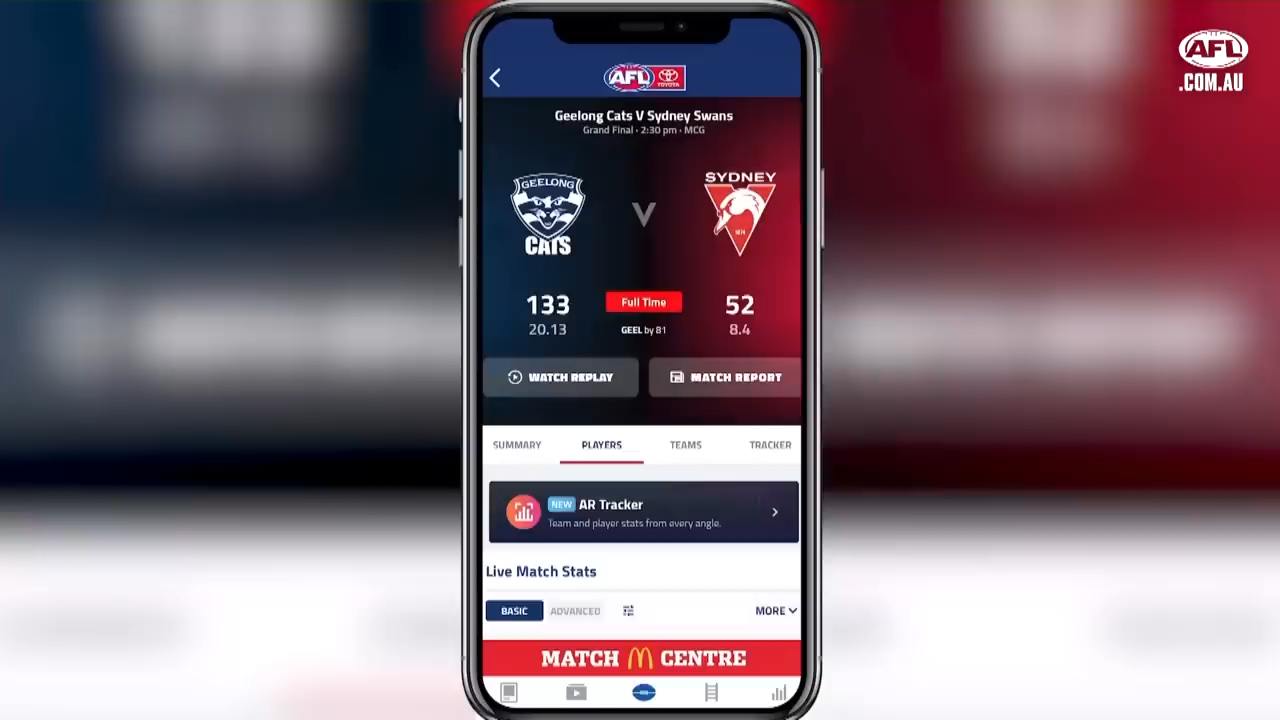 AFL
.COM.AU
AFL TOYOTA
Geelong Cats V Sydney Swans
Grand Final · 2:30 pm · MCG
GEELONG
CATS
V
SYDNEY
133
Full Time
52
20.13
GEEL by 81
8.4
WATCH REPLAY
MATCH REPORT
SUMMARY
PLAYERS
TEAMS
TRACKER
NEW AR Tracker
Team and player stats from every angle.
Live Match Stats
BASIC
ADVANCED
MORE
MATCH CENTRE